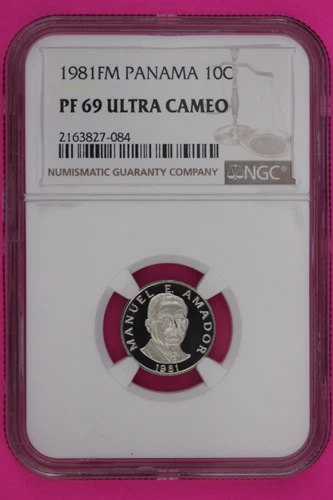 1981FM PANAMA 10C
PF 69 ULTRA CAMEO
2163827-084
NUMISMATIC GUARANTY COMPANY
NGC®
MANUEL E. AMADOR
1981